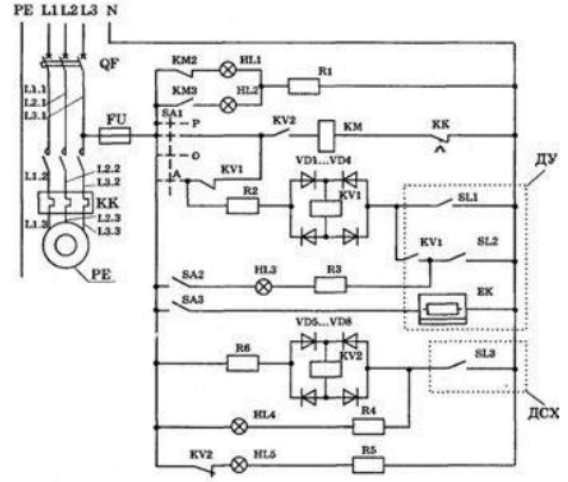 PE L1 L2 L3 N
QF
L1.1
L2.1
L3.1
KM2 HL1
R1
KM3 HL2
SA1
FU
P
KV2 KM KK
O
L1.2
L2.2
L3.2
KK
A
KV1
VD1...VD4
ДУ
R2
KV1
SL1
L1.3
L2.3
L3.3
KV1 SL2
PE
SA2 HL3 R3
SA3
EK
VD5...VD8
R6
KV2
SL3
ДСХ
HL4 R4
KV2 HL5 R5